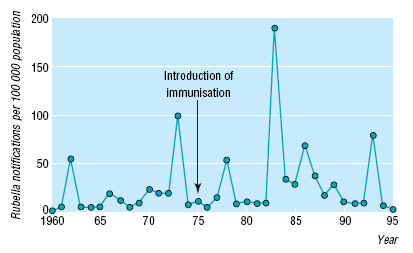 Rubella notifications per 100 000 population
200
150
100
50
0
Introduction of
immunisation
1960 65 70 75 80 85 90 95
Year